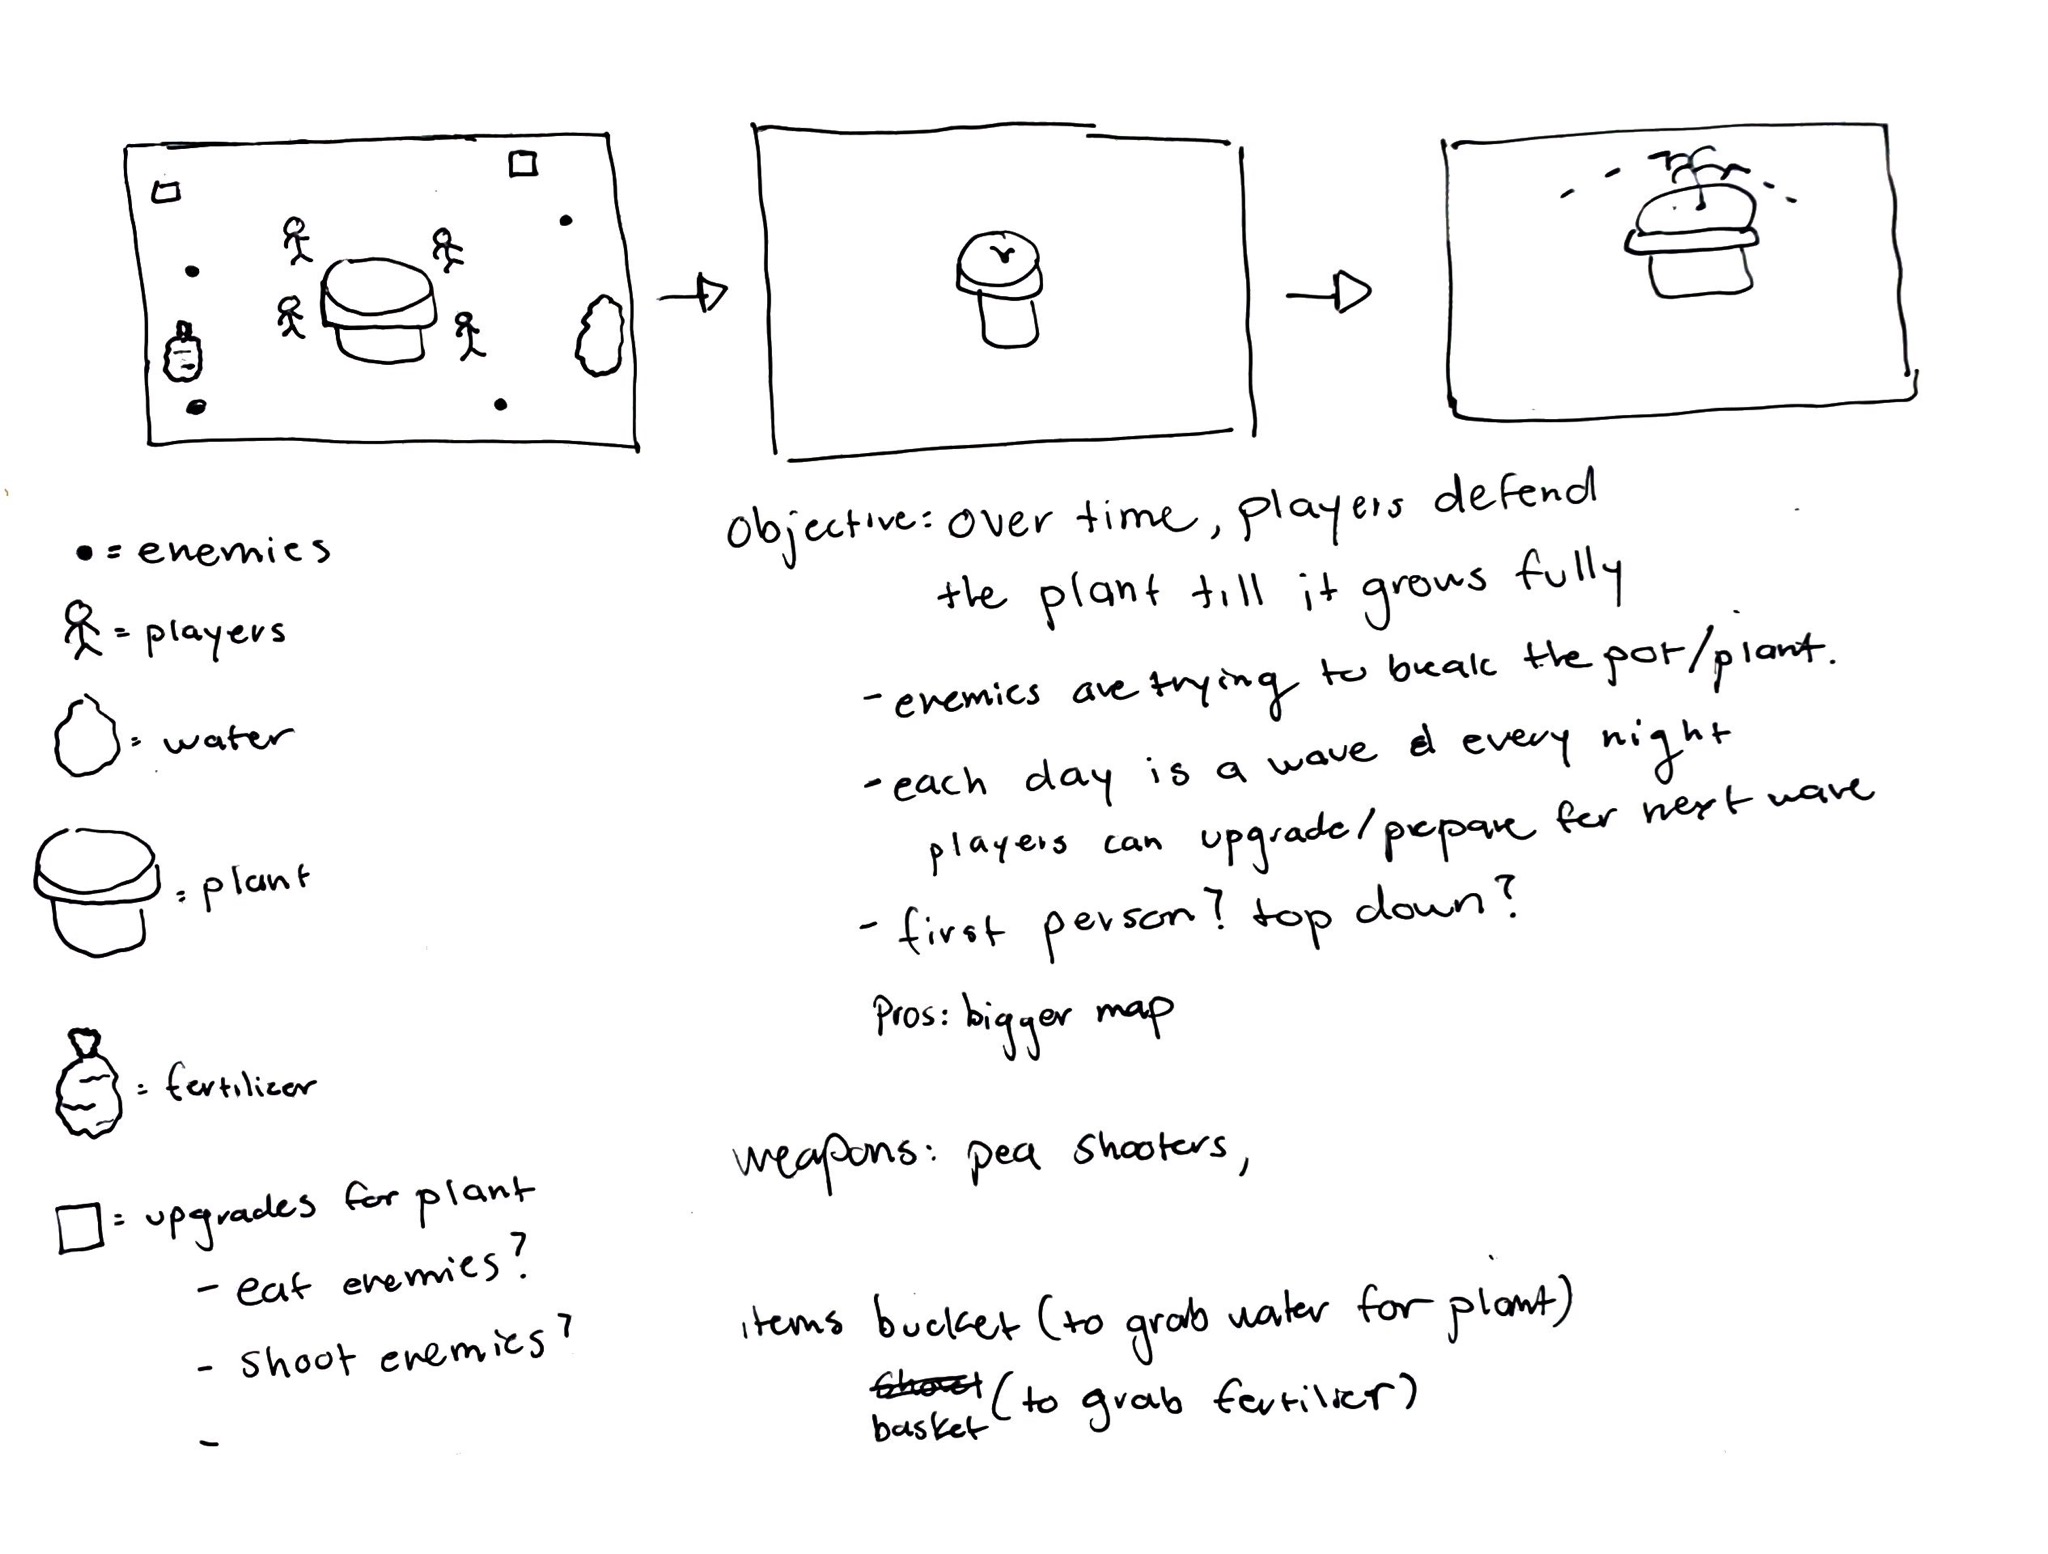 • = enemies
= players
= water
= plant
= fertilizer
= upgrades for plant
- eat enemies?
- shoot enemies?
-
Objective: Over time, players defend
the plant till it grows fully
- enemies are trying to break the pot/plant.
- each day is a wave & every night
players can upgrade/prepare for next wave
- first person? top down?
Pros: bigger map
weapons: pea shooters,
items bucket (to grab water for plant)
(to grab fertilizer)
basket